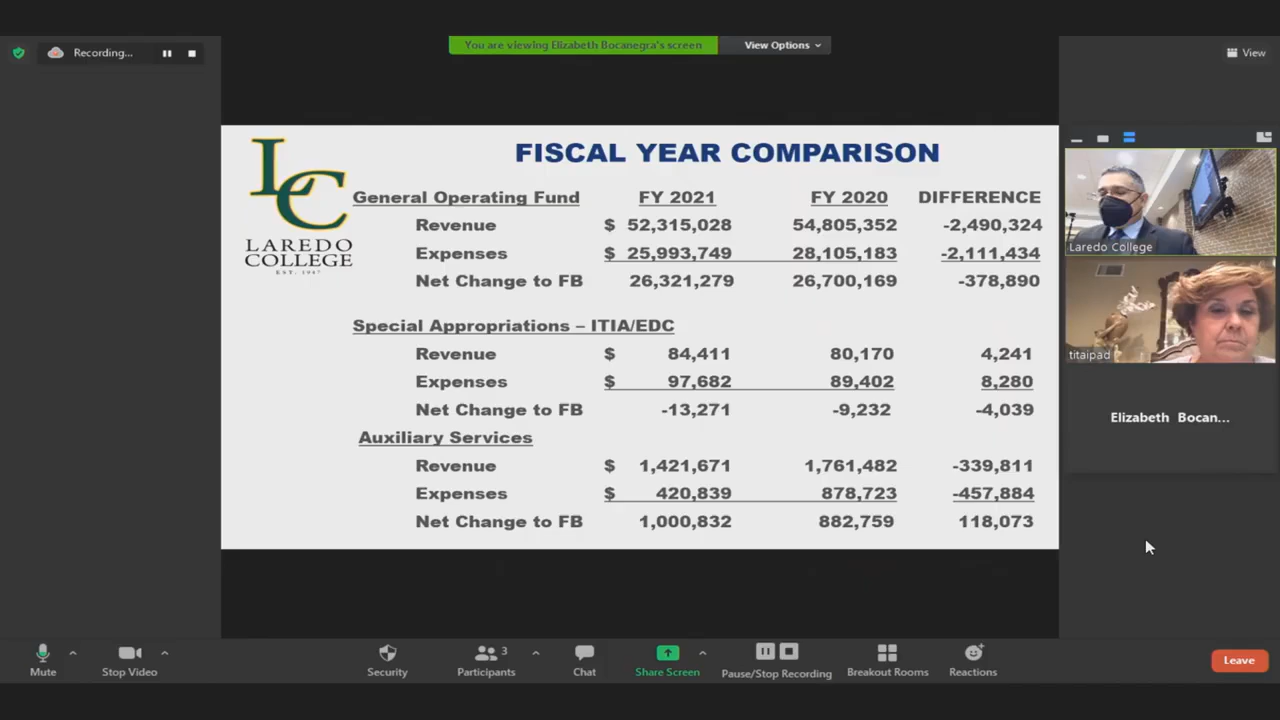 Recording...
You are viewing Elizabeth Bocanegra's screen
View Options
View
LC
LAREDO
COLLEGE
EST. 1947
FISCAL YEAR COMPARISON
General Operating Fund FY 2021 FY 2020 DIFFERENCE
Revenue $ 52,315,028 54,805,352 -2,490,324
Expenses $ 25,993,749 28,105,183 -2,111,434
Net Change to FB 26,321,279 26,700,169 -378,890
Special Appropriations – ITIA/EDC
Revenue $ 84,411 80,170 4,241
Expenses $ 97,682 89,402 8,280
Net Change to FB -13,271 -9,232 -4,039
Auxiliary Services
Revenue $ 1,421,671 1,761,482 -339,811
Expenses $ 420,839 878,723 -457,884
Net Change to FB 1,000,832 882,759 118,073
Laredo College
titaipad
Elizabeth Bocan...
Mute
Stop Video
Security
Participants 3
Chat
Share Screen
Pause/Stop Recording
Breakout Rooms
Reactions
Leave